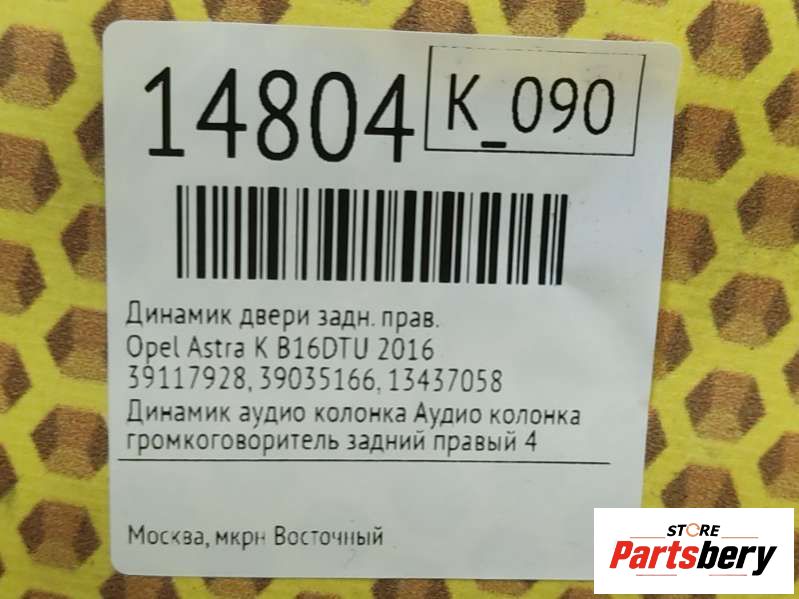 14804
K_090
Динамик двери задн. прав.
Opel Astra K B16DTU 2016
39117928, 39035166, 13437058
Динамик аудио колонка Аудио колонка
громкоговоритель задний правый 4
Москва, мкрн Восточный
STORE
Partsbery